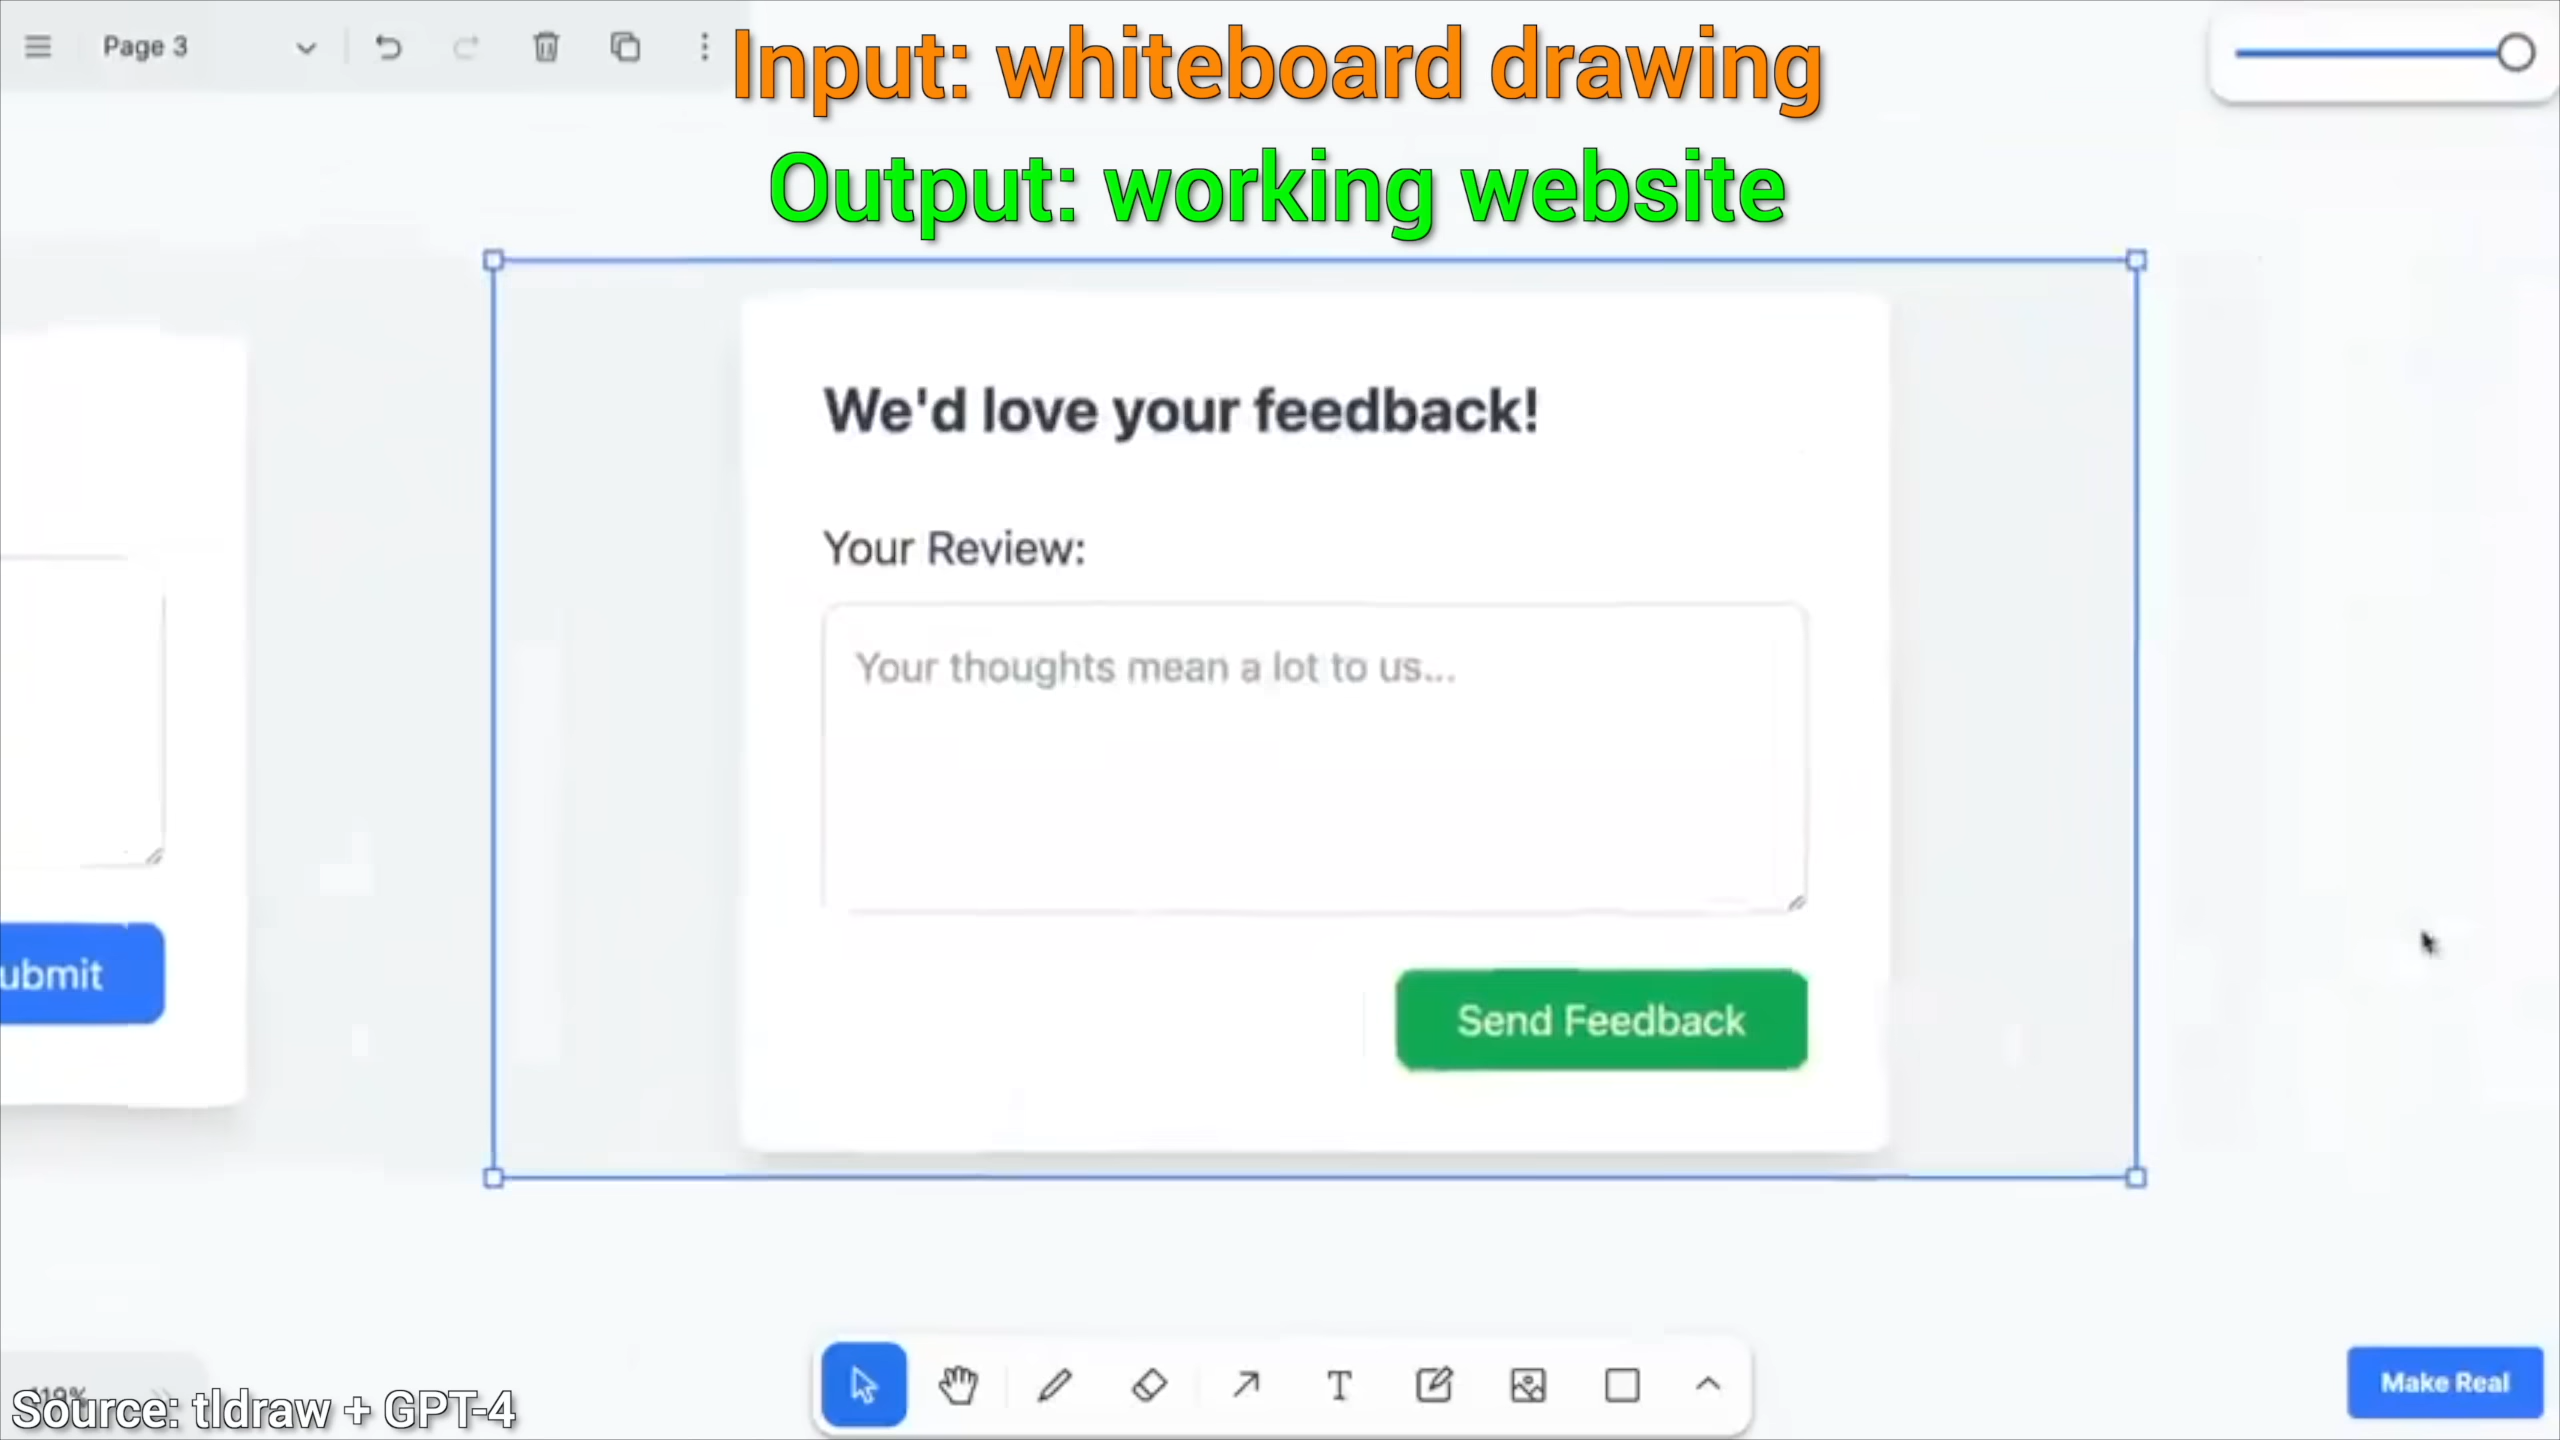 Page 3
Input: whiteboard drawing
Output: working website
We'd love your feedback!
Your Review:
Your thoughts mean a lot to us...
ubmit
Send Feedback
119%
Source: tldraw + GPT-4
T
Make Real